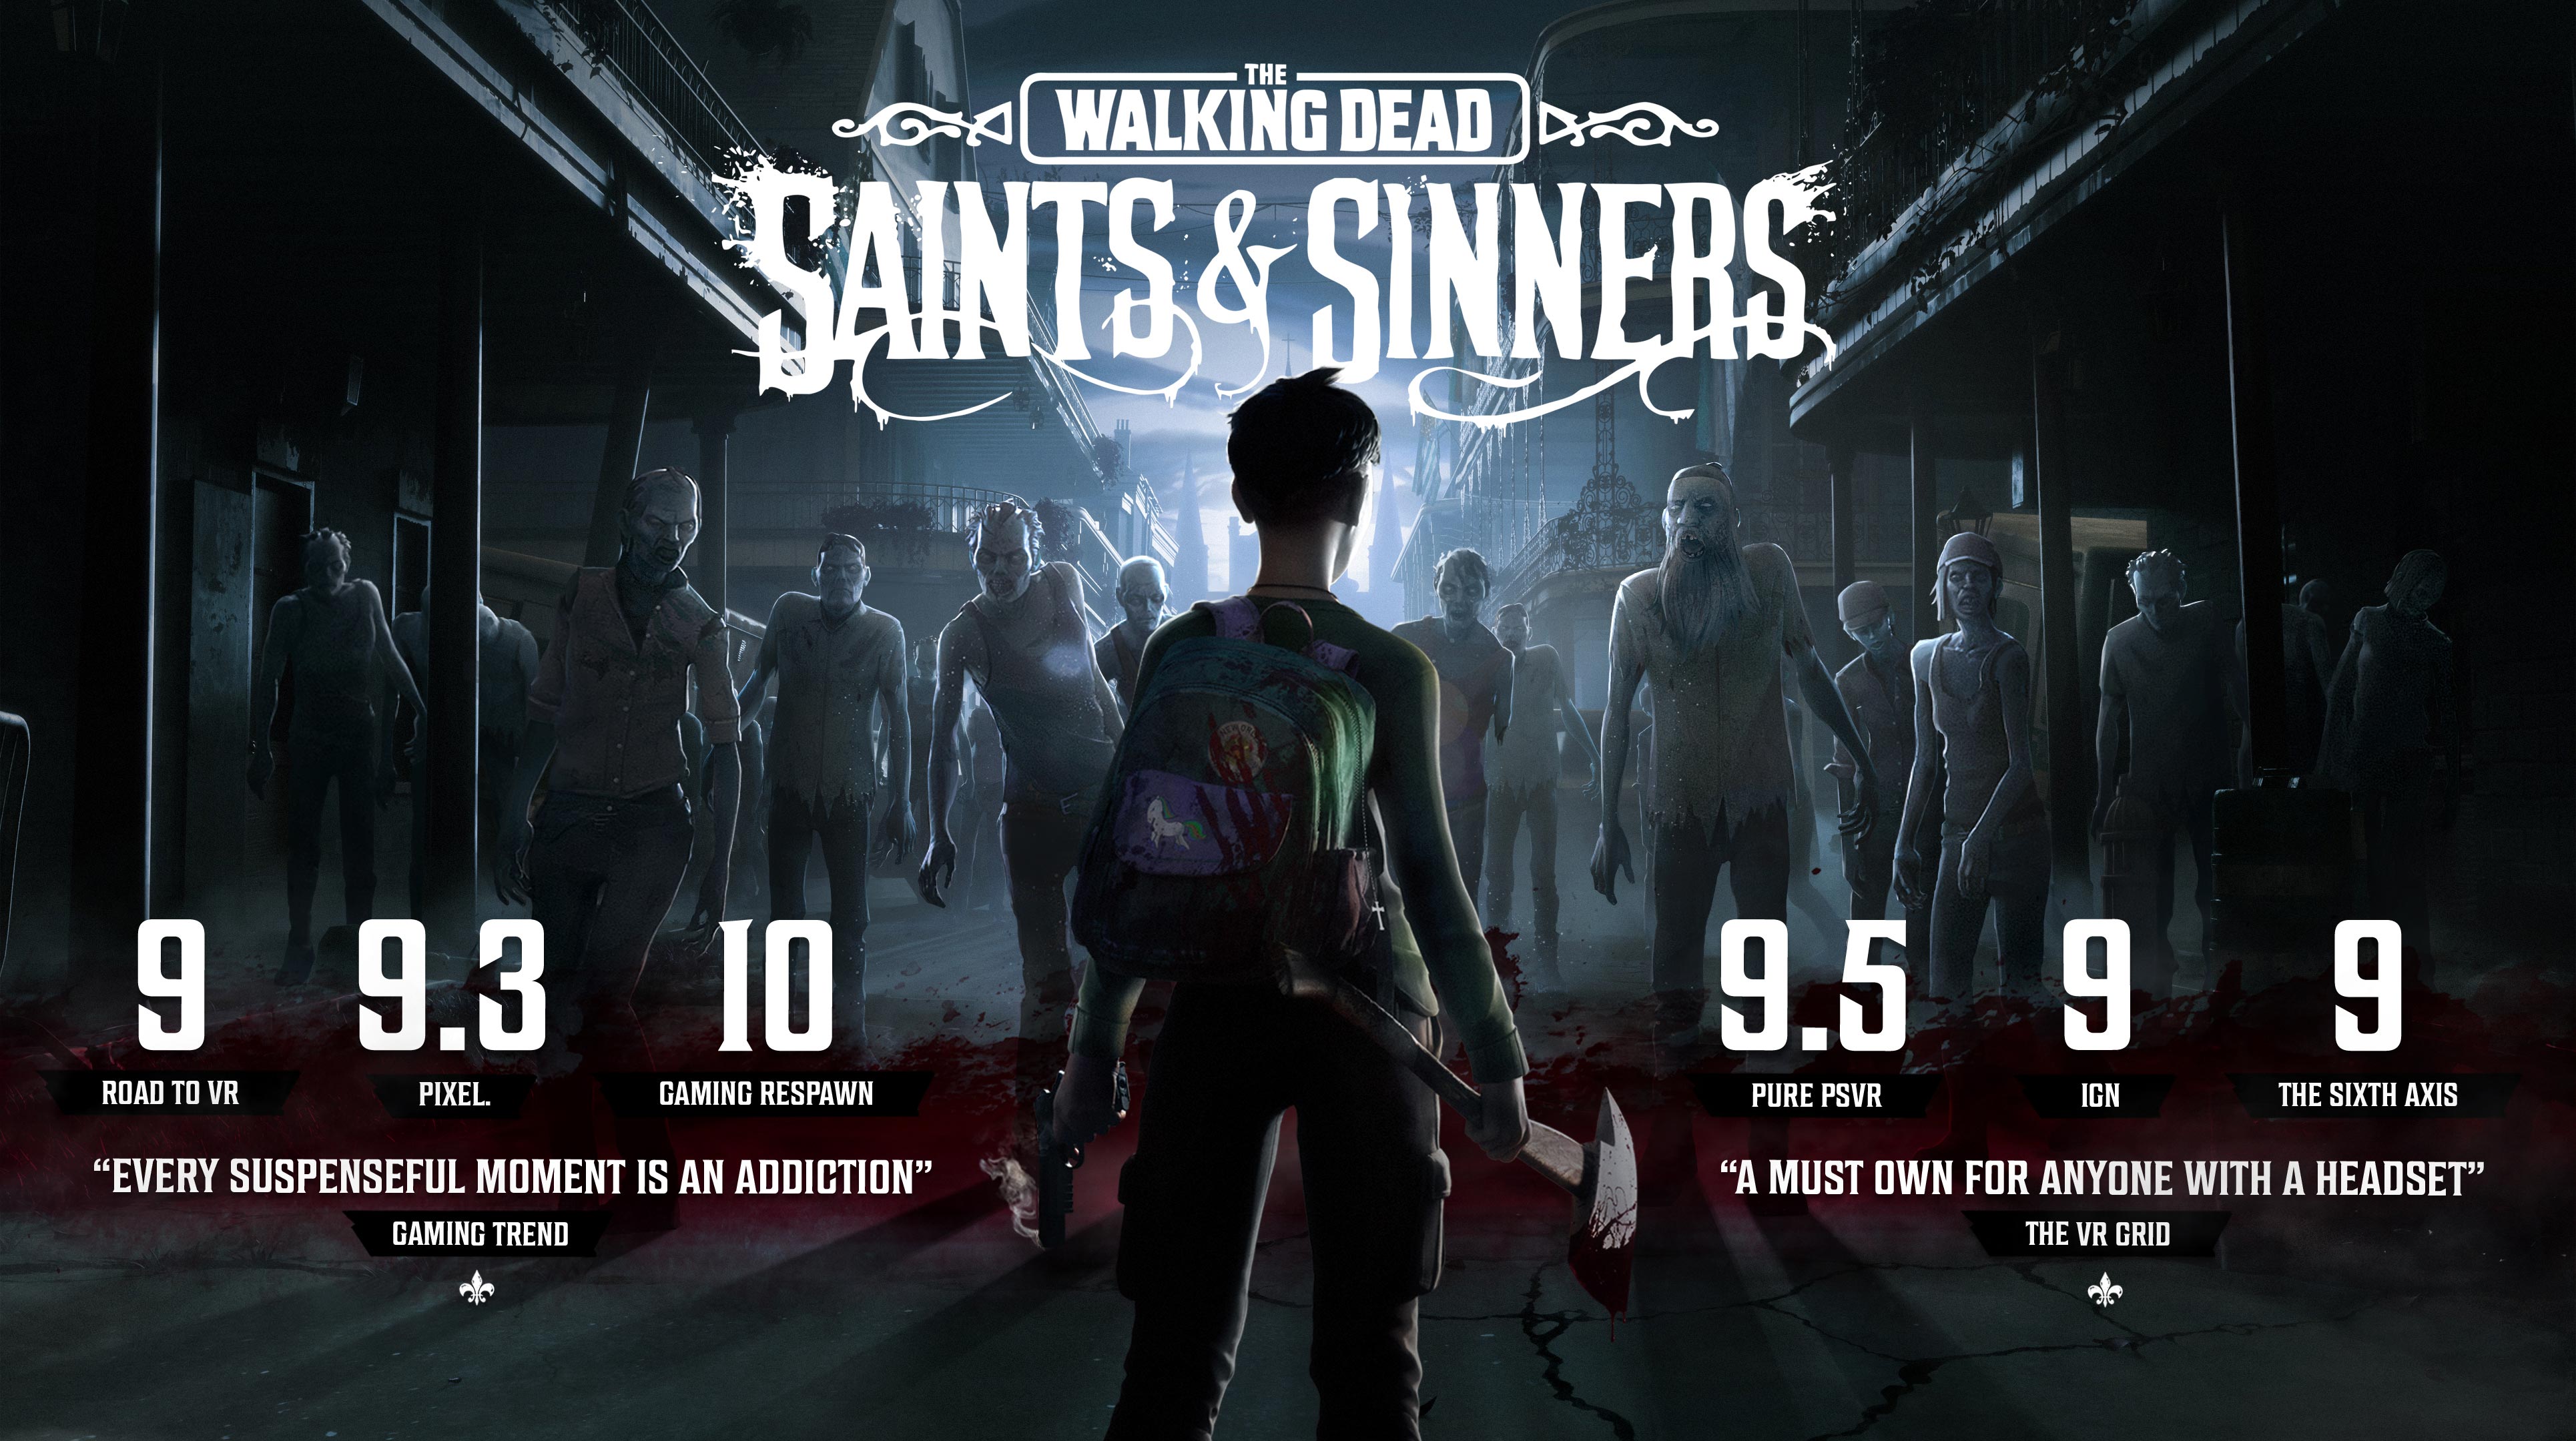 THE
WALKING DEAD
SAINTS & SINNERS
9
ROAD TO VR
9.3
PIXEL.
10
GAMING RESPAWN
“EVERY SUSPENSEFUL MOMENT IS AN ADDICTION”
GAMING TREND
9.5
PURE PSVR
9
IGN
9
THE SIXTH AXIS
“A MUST OWN FOR ANYONE WITH A HEADSET”
THE VR GRID